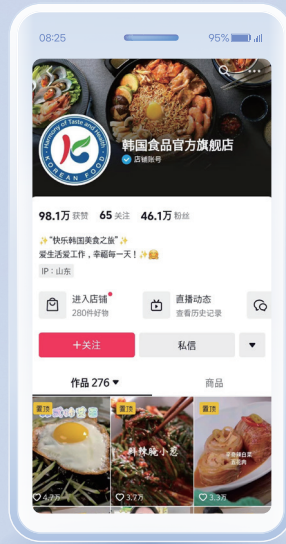 08:25
95%
Harmony of Taste and Health
KOREAN FOOD
韩国食品官方旗舰店
店铺账号
98.1万 获赞 65 关注 46.1万 粉丝
✨“快乐韩国美食之旅”✨
爱生活爱工作，幸福每一天！✨🤗
IP：山东
进入店铺
280件好物
直播动态
查看历史记录
+关注
私信
作品 276 ▼
商品
置顶
置顶
鲜辣脆小葱
置顶
4.7万
3.7万
3.3万